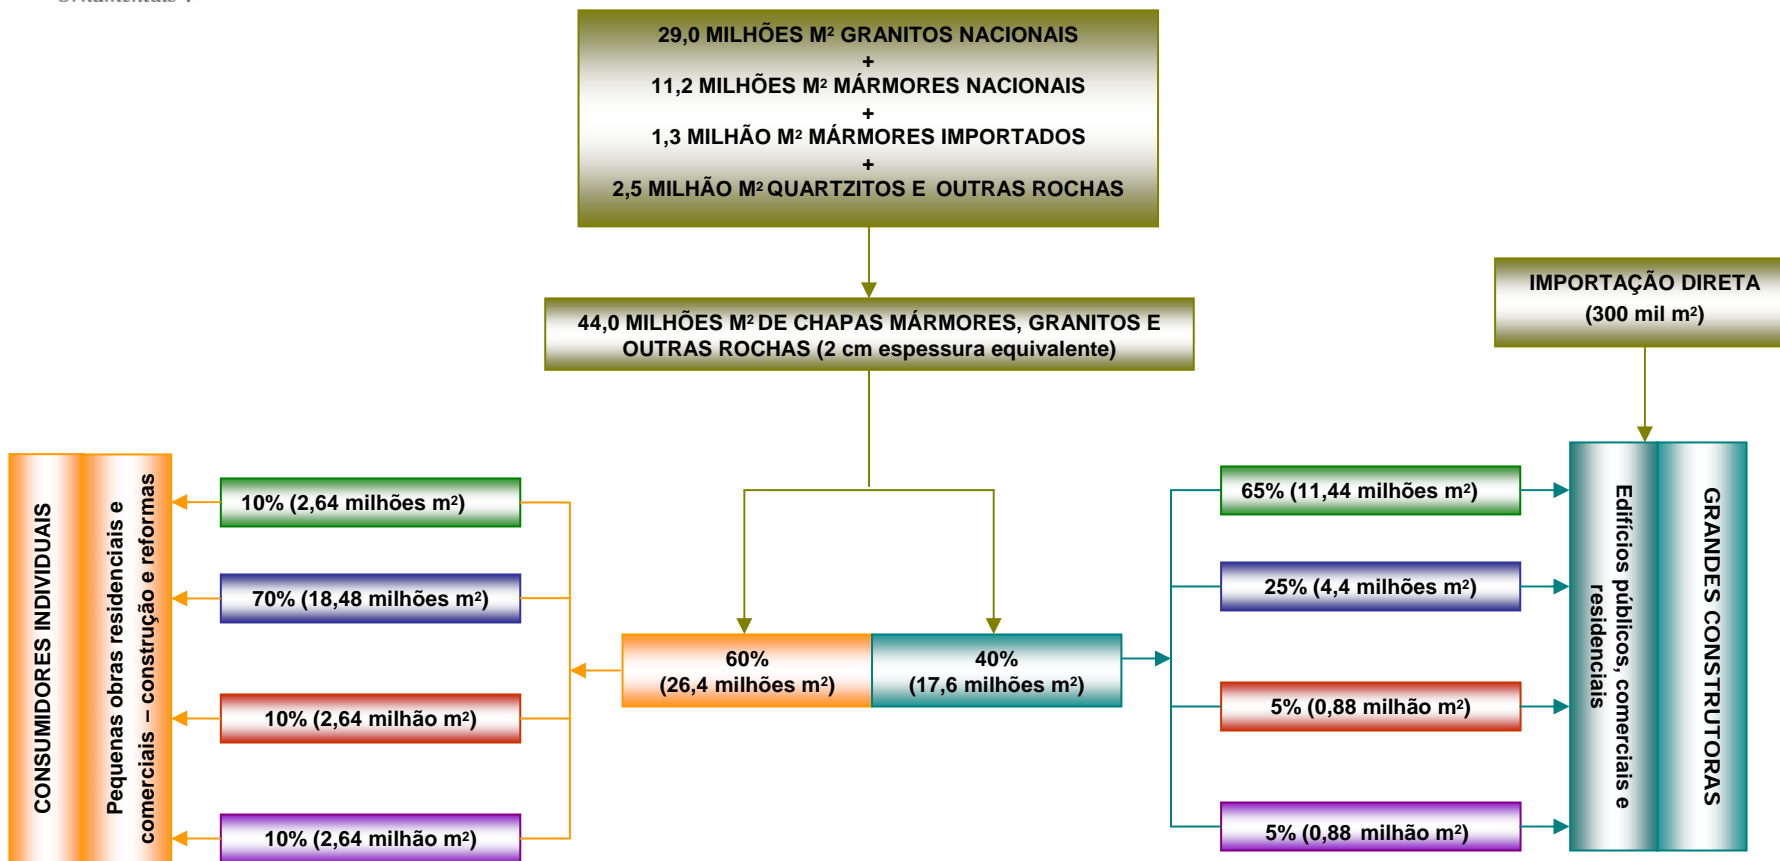 29,0 MILHÕES M² GRANITOS NACIONAIS
+
11,2 MILHÕES M² MÁRMORES NACIONAIS
+
1,3 MILHÃO M² MÁRMORES IMPORTADOS
+
2,5 MILHÃO M² QUARTZITOS E OUTRAS ROCHAS
IMPORTAÇÃO DIRETA
(300 mil m²)
44,0 MILHÕES M² DE CHAPAS MÁRMORES, GRANITOS E
OUTRAS ROCHAS (2 cm espessura equivalente)
CONSUMIDORES INDIVIDUAIS
Pequenas obras residenciais e
comerciais – construção e reformas
10% (2,64 milhões m²)
70% (18,48 milhões m²)
10% (2,64 milhão m²)
10% (2,64 milhão m²)
60%
(26,4 milhões m²)
40%
(17,6 milhões m²)
65% (11,44 milhões m²)
25% (4,4 milhões m²)
5% (0,88 milhão m²)
5% (0,88 milhão m²)
Edifícios públicos, comerciais e
residenciais
GRANDES CONSTRUTORAS